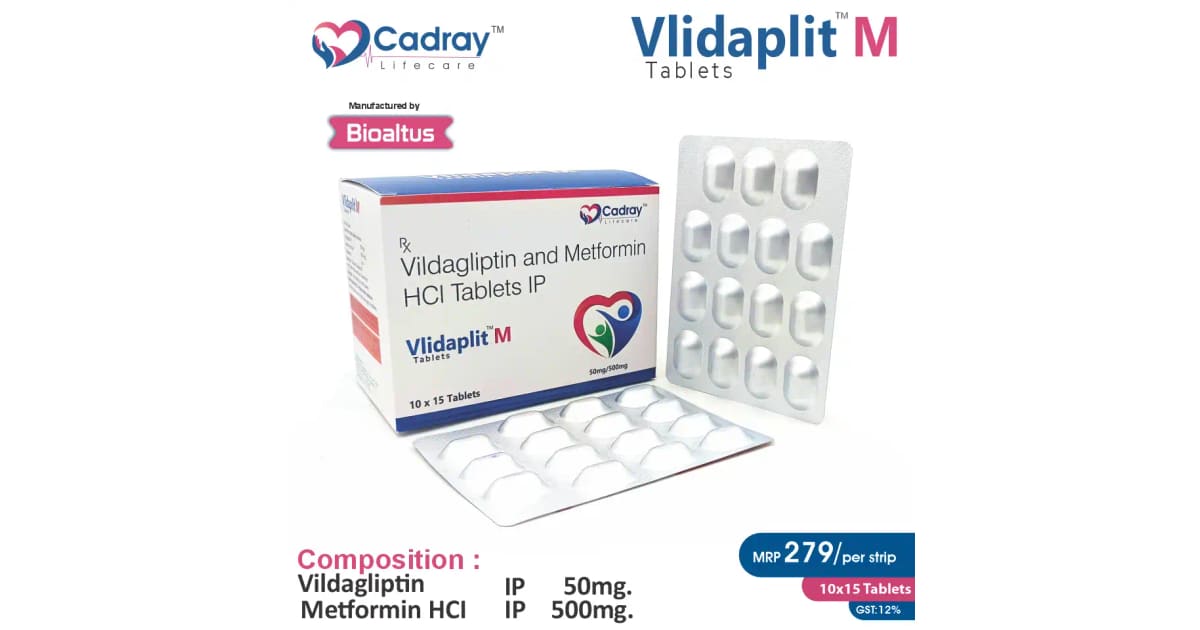 Cadray™
Lifecare
Vlidaplit™ M
Tablets
Manufactured by
Bioaltus
Vlidaplit M
Cadray™
Lifecare
Rx
Vildagliptin and Metformin
HCl Tablets IP
Vlidaplit™ M
Tablets
50mg/500mg
10 x 15 Tablets
Composition :
Vildagliptin IP 50mg.
Metformin HCl IP 500mg.
MRP 279/per strip
10x15 Tablets
GST:12%